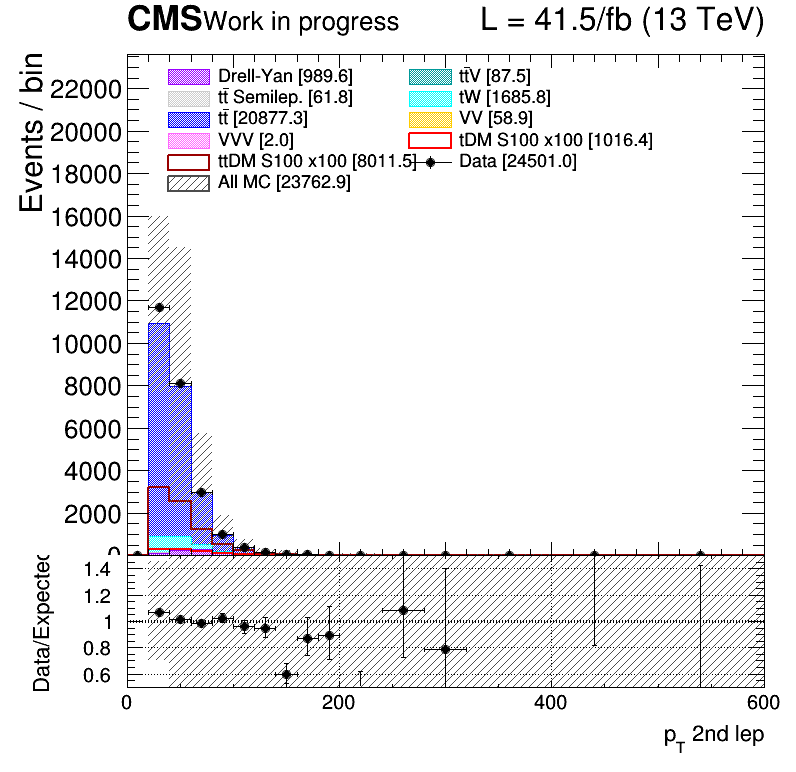 CMS Work in progress L = 41.5/fb (13 TeV)
Events / bin
22000
20000
18000
16000
14000
12000
10000
8000
6000
4000
2000
0
Drell-Yan [989.6] tt̄V [87.5]
tt̄ Semilep. [61.8] tW [1685.8]
tt̄ [20877.3] VV [58.9]
VVV [2.0] tDM S100 x100 [1016.4]
ttDM S100 x100 [8011.5] Data [24501.0]
All MC [23762.9]
Data/Expected
1.4
1.2
1
0.8
0.6
0 200 400 600
p_T 2nd lep